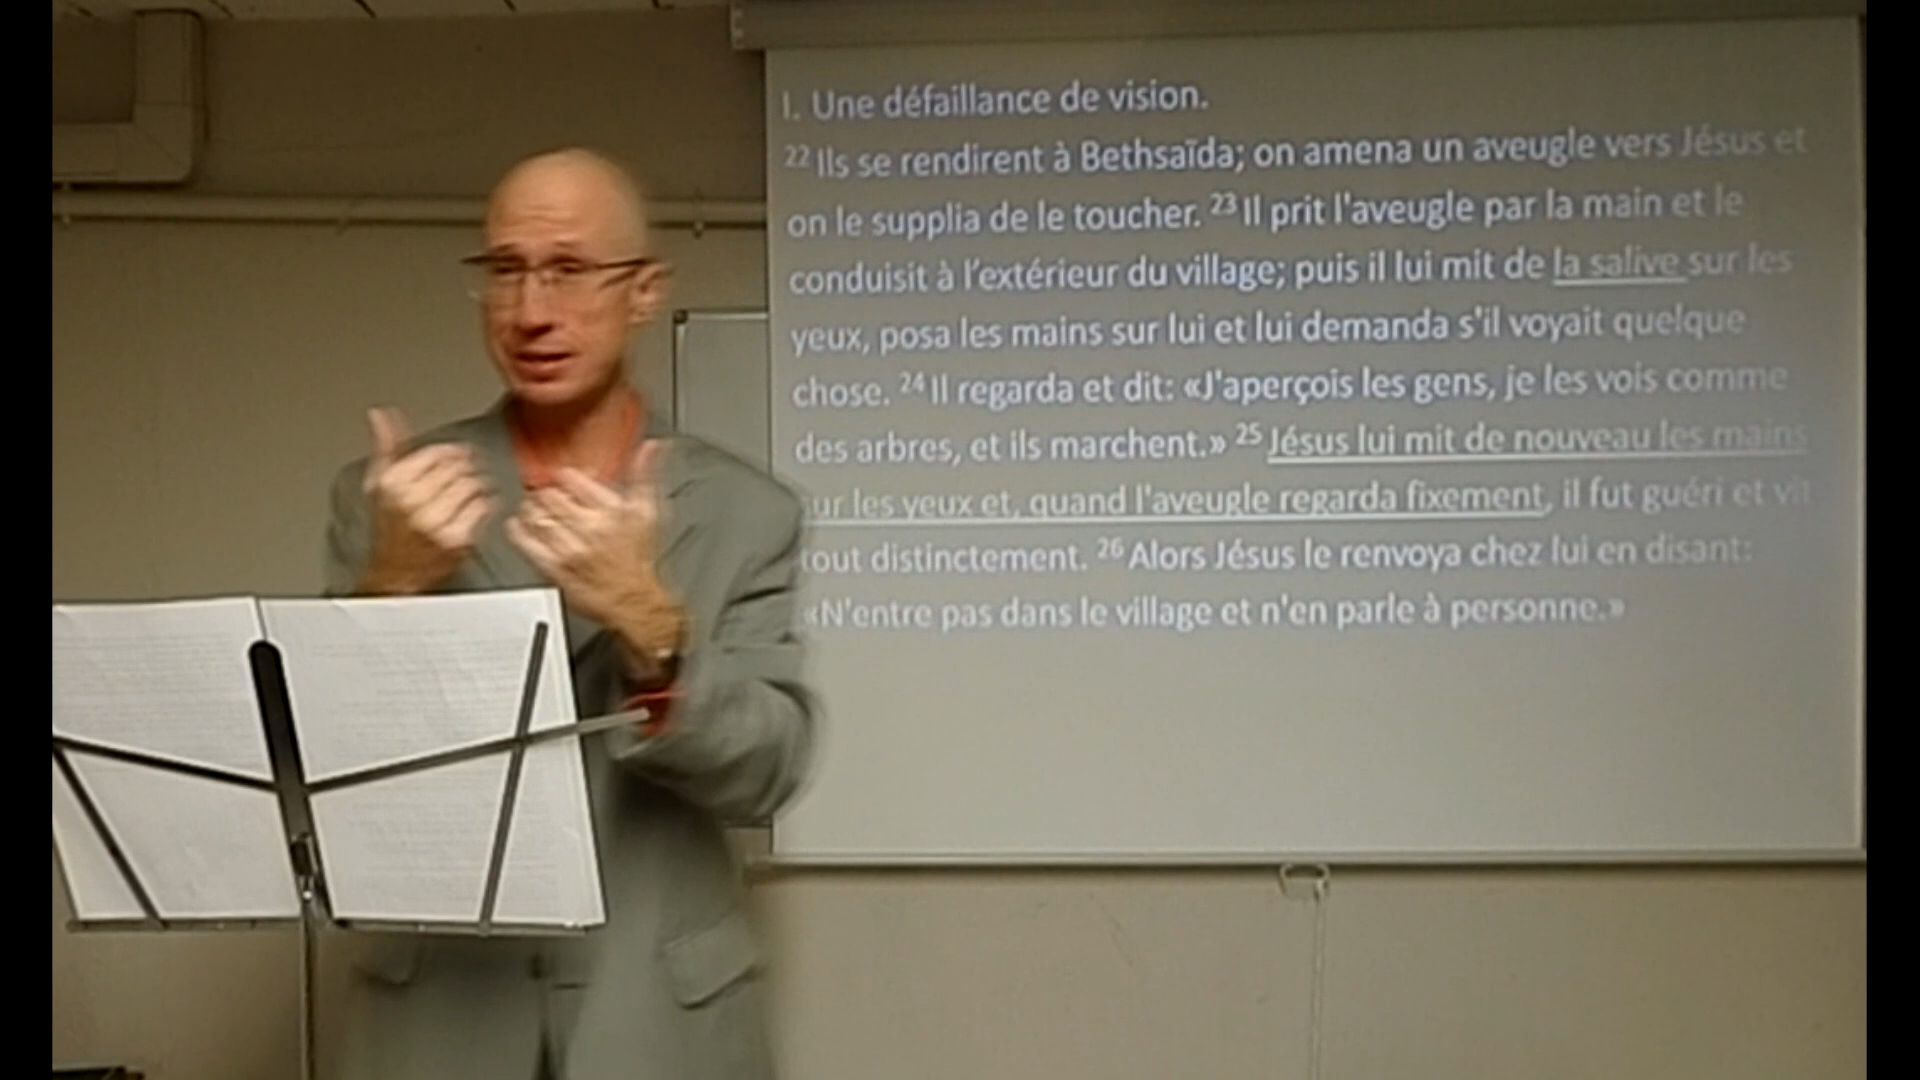 I. Une défaillance de vision.
22 Ils se rendirent à Bethsaïda; on amena un aveugle vers Jésus et
on le supplia de le toucher. 23 Il prit l'aveugle par la main et le
conduisit à l’extérieur du village; puis il lui mit de la salive sur les
yeux, posa les mains sur lui et lui demanda s'il voyait quelque
chose. 24 Il regarda et dit: «J'aperçois les gens, je les vois comme
des arbres, et ils marchent.» 25 Jésus lui mit de nouveau les mains
ur les yeux et, quand l'aveugle regarda fixement, il fut guéri et vit
tout distinctement. 26 Alors Jésus le renvoya chez lui en disant:
«N'entre pas dans le village et n'en parle à personne.»